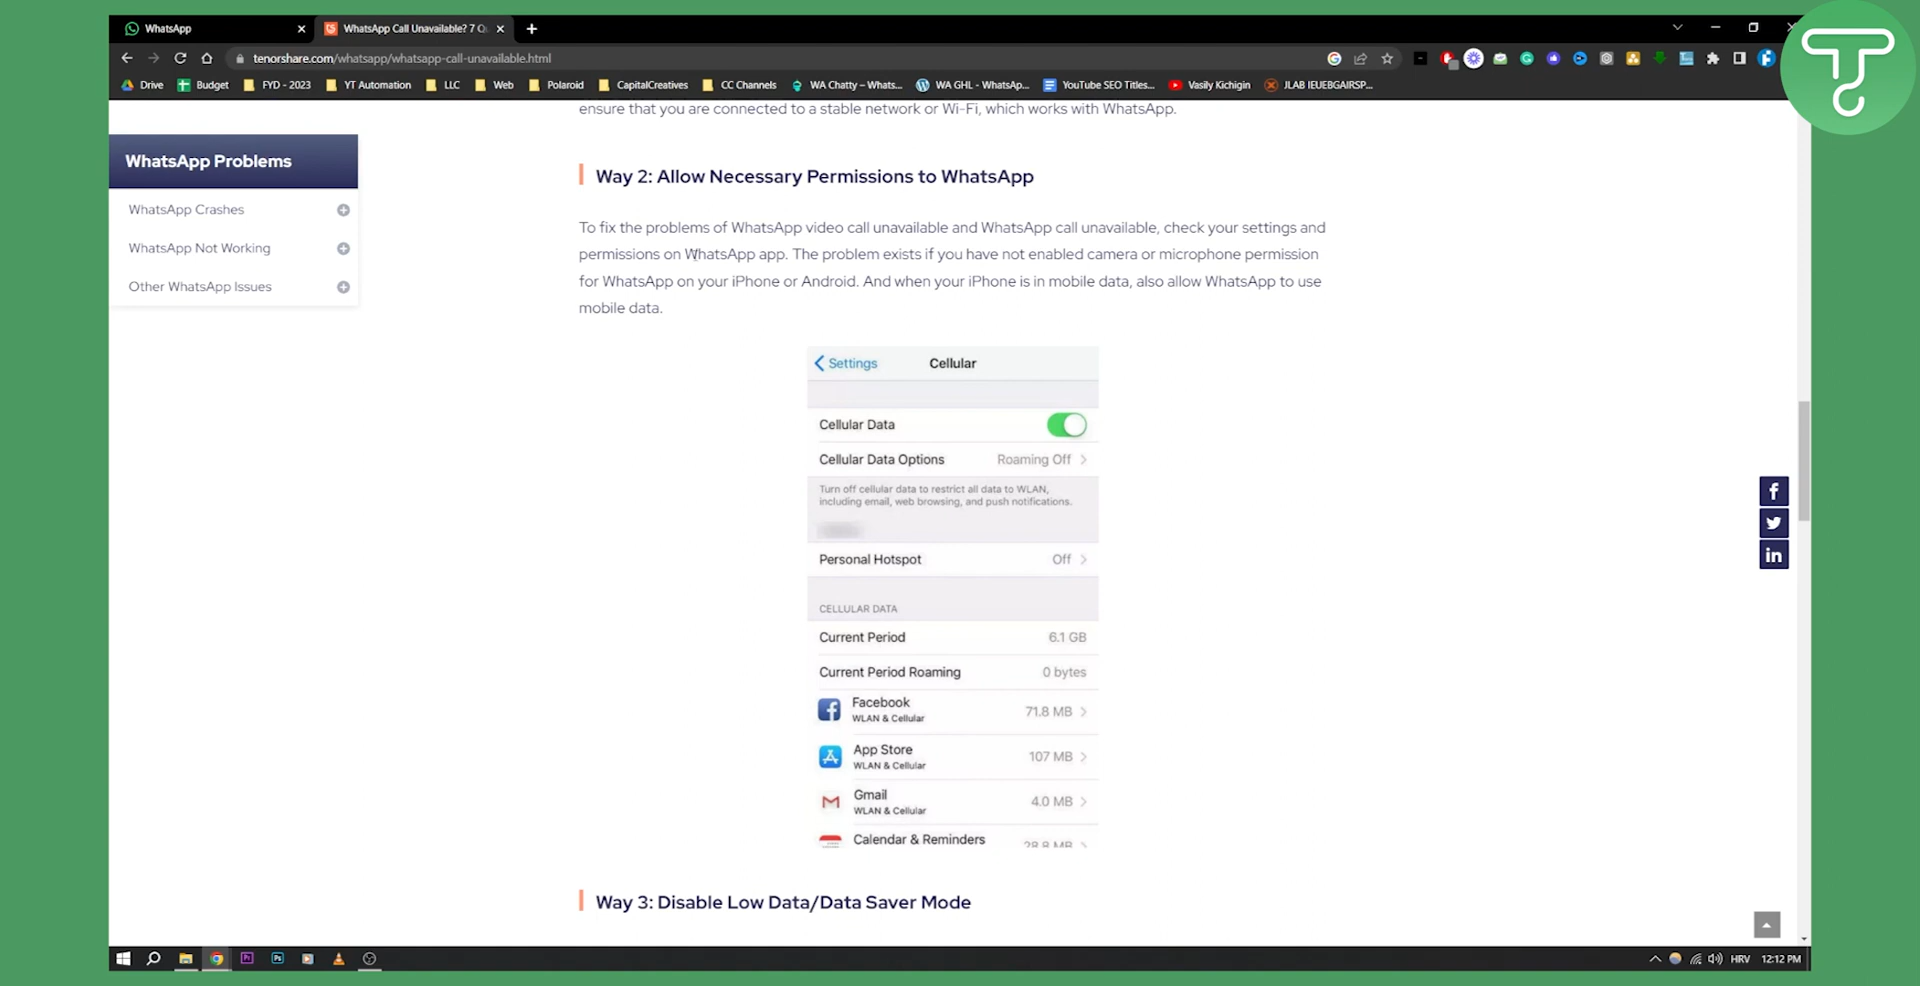 WhatsApp
WhatsApp Call Unavailable? 7 Q
tenorshare.com/whatsapp/whatsapp-call-unavailable.html
Drive Budget FYD - 2023 YT Automation LLC Web Polaroid CapitalCreatives CC Channels WA Chatty – Whats... WA GHL - WhatsAp... YouTube SEO Titles... Vasily Kichigin JLAB IEUEBGAIRSP...
ensure that you are connected to a stable network or Wi-Fi, which works with WhatsApp.
WhatsApp Problems
WhatsApp Crashes
WhatsApp Not Working
Other WhatsApp Issues
Way 2: Allow Necessary Permissions to WhatsApp
To fix the problems of WhatsApp video call unavailable and WhatsApp call unavailable, check your settings and
permissions on WhatsApp app. The problem exists if you have not enabled camera or microphone permission
for WhatsApp on your iPhone or Android. And when your iPhone is in mobile data, also allow WhatsApp to use
mobile data.
Settings Cellular
Cellular Data
Cellular Data Options Roaming Off
Turn off cellular data to restrict all data to WLAN,
including email, web browsing, and push notifications.
Personal Hotspot Off
CELLULAR DATA
Current Period 6.1 GB
Current Period Roaming 0 bytes
Facebook 71.8 MB
WLAN & Cellular
App Store 107 MB
WLAN & Cellular
Gmail 4.0 MB
WLAN & Cellular
Calendar & Reminders 28.8 MB
Way 3: Disable Low Data/Data Saver Mode
HRV 12:12 PM